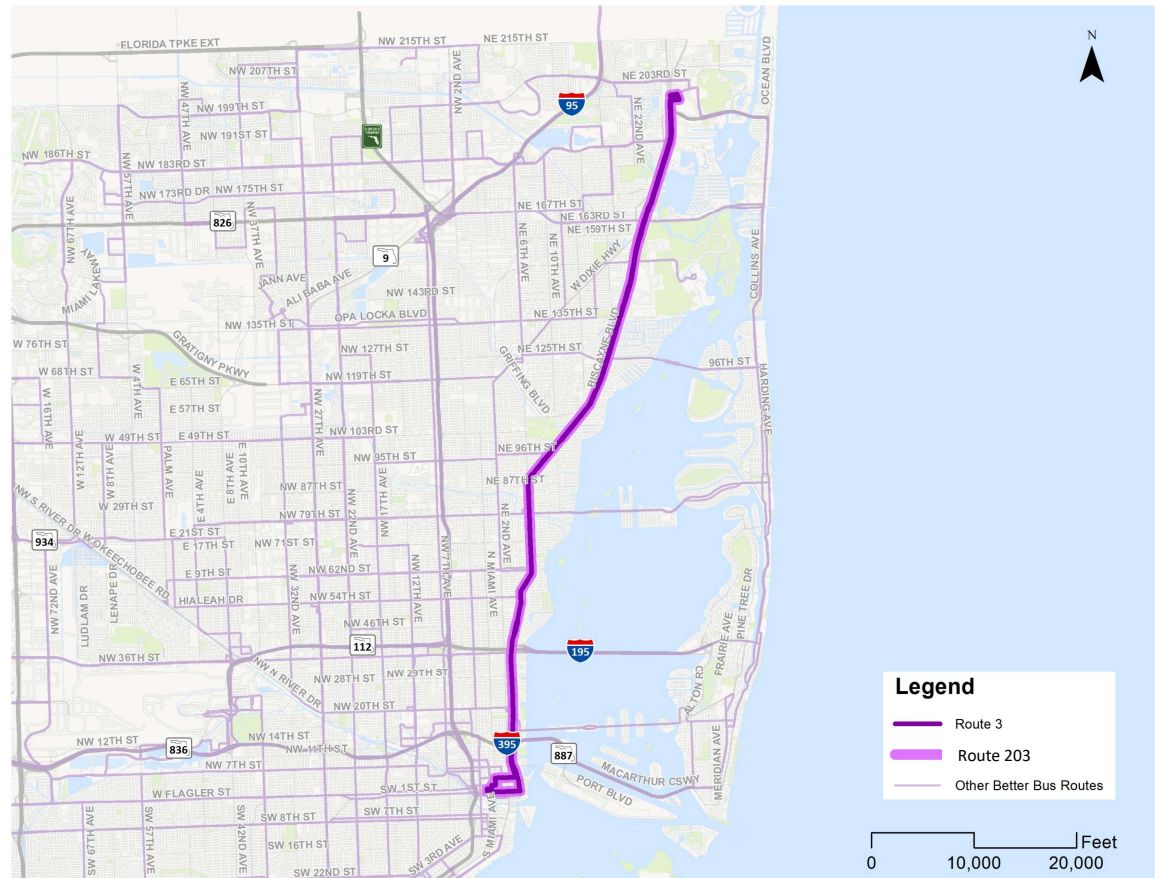 N
FLORIDA TPKE EXT
NW 215TH ST
NE 215TH ST
OCEAN BLVD
NW 207TH ST
NW 2ND AVE
NE 203RD ST
NW 47TH AVE
NW 199TH ST
95
NE 22ND AVE
NW 191ST ST
NW 186TH ST
NW 57TH AVE
NW 183RD ST
NW 173RD DR
NW 175TH ST
NW 67TH AVE
826
NW 37TH AVE
NE 167TH ST
NE 163RD ST
NE 159TH ST
9
NE 6TH AVE
NE 10TH AVE
W DIXIE HWY
COLLINS AVE
MIAMI LAKEWAY
JANN AVE
ALI BABA AVE
NW 143RD ST
OPA LOCKA BLVD
NE 135TH ST
NW 135TH ST
BISCAYNE BLVD
W 76TH ST
GRATIGNY PKWY
NW 127TH ST
NE 125TH ST
96TH ST
W 68TH ST
W 4TH AVE
E 65TH ST
NW 119TH ST
GRIFFING BLVD
HARDING AVE
W 16TH AVE
E 57TH ST
NW 27TH AVE
W 49TH ST
E 49TH ST
NW 103RD ST
NE 96TH ST
W 12TH AVE
W 8TH AVE
PALM AVE
E 4TH AVE
E 8TH AVE
E 10TH AVE
NW 95TH ST
NW 17TH AVE
NW 87TH ST
NE 87TH ST
NW S RIVER DR
W OKEECHOBEE RD
W 29TH ST
NW 22ND AVE
NW 79TH ST
NE 2ND AVE
E 21ST ST
934
E 17TH ST
NW 71ST ST
NW 12TH AVE
NW 7TH AVE
N MIAMI AVE
NW 72ND AVE
LUDLAM DR
LENAPE DR
E 9TH ST
NW 32ND AVE
NW 62ND ST
HIALEAH DR
NW 54TH ST
PINE TREE DR
NW 46TH ST
PRAIRIE AVE
112
195
NW 36TH ST
NW N RIVER DR
NW 28TH ST
NW 29TH ST
ALTON RD
Legend
NW 20TH ST
Route 3
NW 12TH ST
836
NW 14TH ST
NW 11TH ST
395
887
MERIDIAN AVE
Route 203
NW 7TH ST
MACARTHUR CSWY
W FLAGLER ST
SW 1ST ST
PORT BLVD
Other Better Bus Routes
SW 67TH AVE
SW 57TH AVE
SW 42ND AVE
SW 7TH ST
SW 8TH ST
S MIAMI AVE
SW 16TH ST
SW 3RD AVE
SW 22ND ST
Feet
0
10,000
20,000